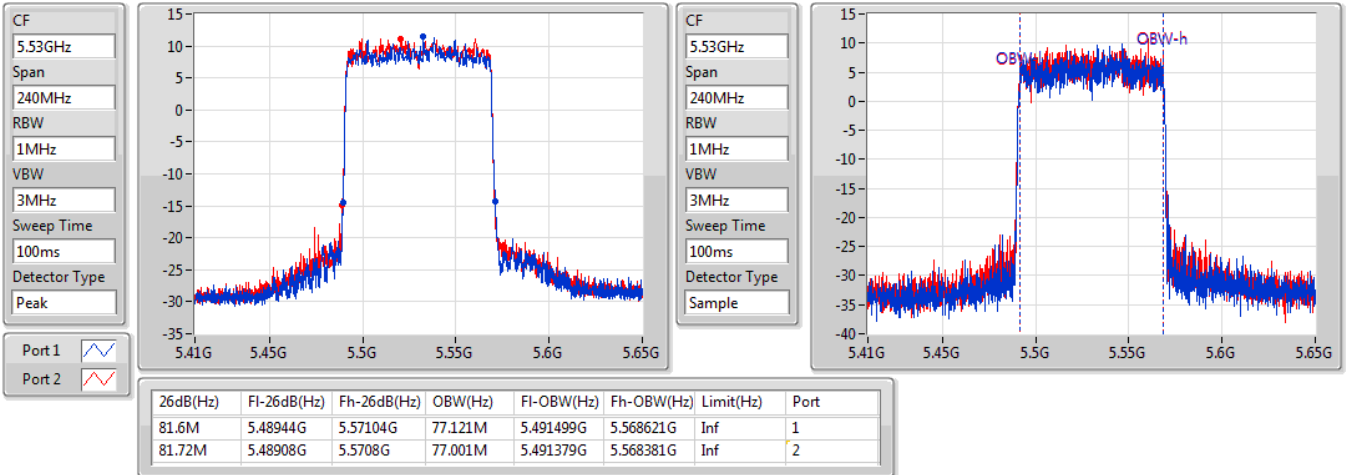 CF
5.53GHz
Span
240MHz
RBW
1MHz
VBW
3MHz
Sweep Time
100ms
Detector Type
Peak
Port 1
Port 2
15
10
5
0
-5
-10
-15
-20
-25
-30
-35
5.41G 5.45G 5.5G 5.55G 5.6G 5.65G
CF
5.53GHz
Span
240MHz
RBW
1MHz
VBW
3MHz
Sweep Time
100ms
Detector Type
Sample
15
10
5
0
-5
-10
-15
-20
-25
-30
-35
-40
OBW-h
5.41G 5.45G 5.5G 5.55G 5.6G 5.65G
26dB(Hz) Fl-26dB(Hz) Fh-26dB(Hz) OBW(Hz) Fl-OBW(Hz) Fh-OBW(Hz) Limit(Hz) Port
81.6M 5.48944G 5.57104G 77.121M 5.491499G 5.568621G Inf 1
81.72M 5.48908G 5.5708G 77.001M 5.491379G 5.568381G Inf 2